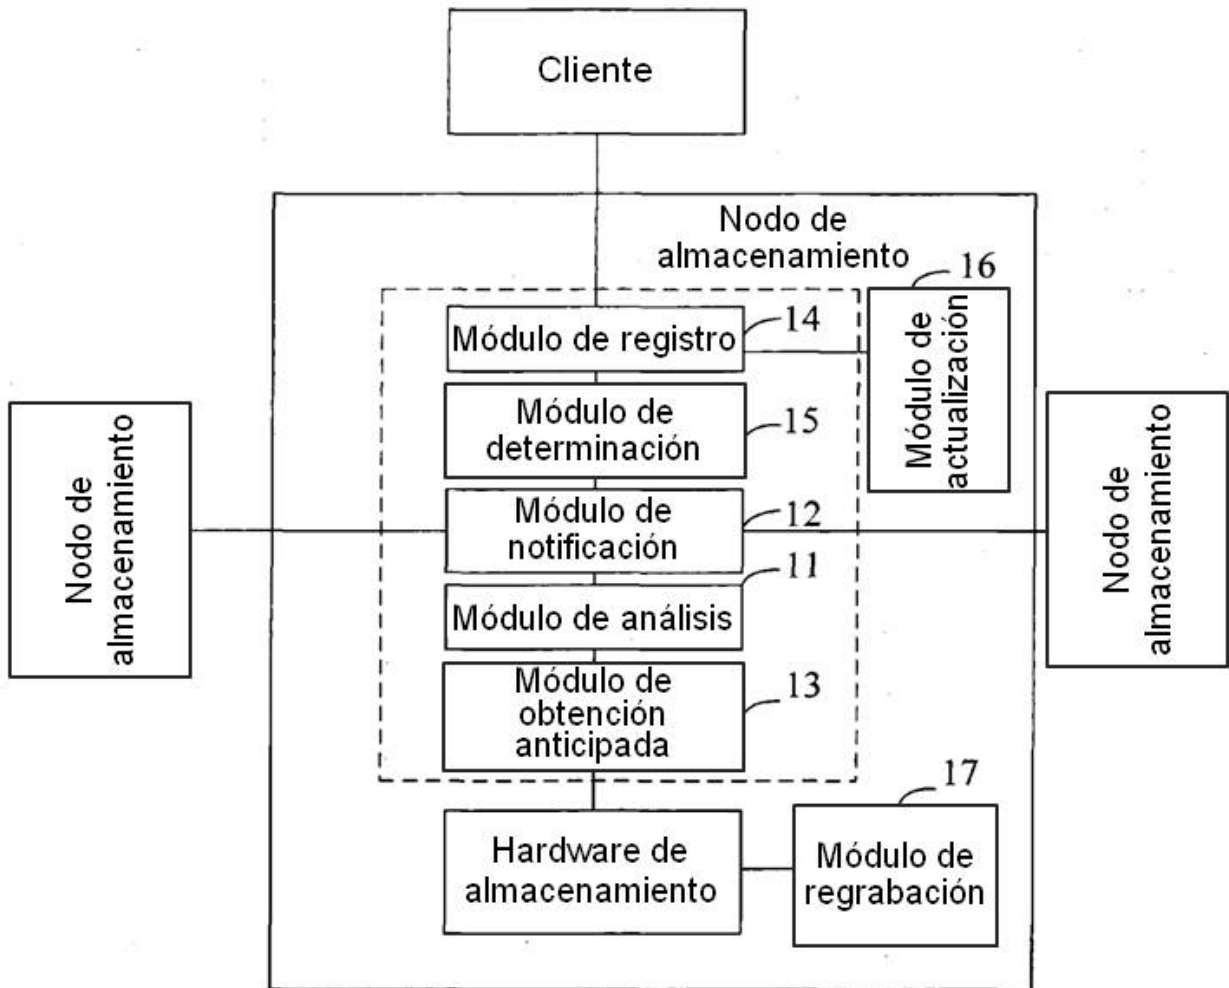 Cliente
Nodo de
almacenamiento
16
Módulo de registro
14
Módulo de
actualización
Módulo de
determinación
15
Nodo de
almacenamiento
Módulo de
notificación
12
Nodo de
almacenamiento
11
Módulo de análisis
Módulo de
obtención
anticipada
13
17
Hardware de
almacenamiento
Módulo de
regrabación